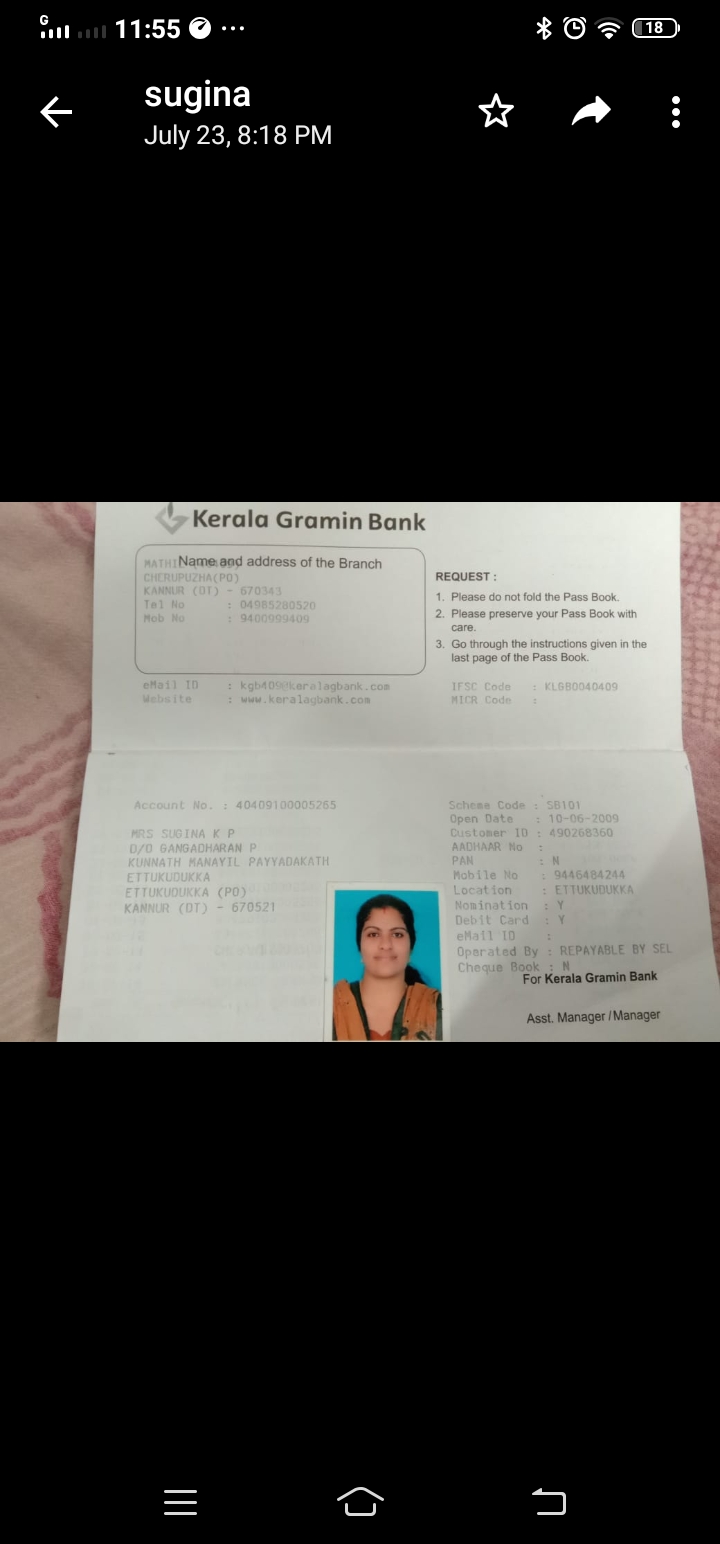 G
11:55
18
sugina
July 23, 8:18 PM
Kerala Gramin Bank
Name and address of the Branch
CHERUPUZHA(PO)
KANNUR (DT) - 670343
Tel No : 04985280520
Mob No : 9400999409
eMail ID : kgb409@keralagbank.com
Website : www.keralagbank.com
REQUEST :
1. Please do not fold the Pass Book.
2. Please preserve your Pass Book with
care.
3. Go through the instructions given in the
last page of the Pass Book.
IFSC Code : KLGB0040409
MICR Code :
Account No. : 40409100005265
MRS SUGINA K P
D/O GANGADHARAN P
KUNNATH MANAYIL PAYYADAKATH
ETTUKUDUKKA
ETTUKUDUKKA (PO)
KANNUR (DT) - 670521
Scheme Code : SB101
Open Date : 10-06-2009
Customer ID : 490268360
AADHAAR No :
PAN : N
Mobile No : 9446484244
Location : ETTUKUDUKKA
Nomination : Y
Debit Card : Y
eMail ID :
Operated By : REPAYABLE BY SEL
Cheque Book : N
For Kerala Gramin Bank
Asst. Manager / Manager